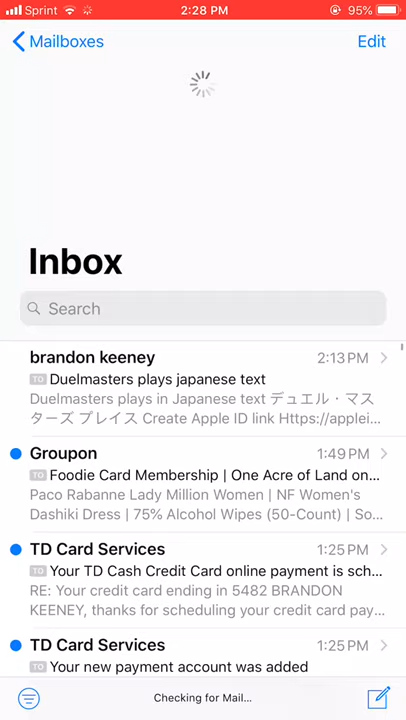 Sprint 2:28 PM 95%
Mailboxes Edit
Inbox
Search
brandon keeney 2:13 PM
TO Duelmasters plays japanese text
Duelmasters plays in Japanese text デュエル・マス
ターズ プレイス Create Apple ID link Https://applei...
Groupon 1:49 PM
TO Foodie Card Membership | One Acre of Land on...
Paco Rabanne Lady Million Women | NF Women's
Dashiki Dress | 75% Alcohol Wipes (50-Count) | So...
TD Card Services 1:25 PM
TO Your TD Cash Credit Card online payment is sch...
RE: Your credit card ending in 5482 BRANDON
KEENEY, thanks for scheduling your credit card pay...
TD Card Services 1:25 PM
TO Your new payment account was added
Checking for Mail...